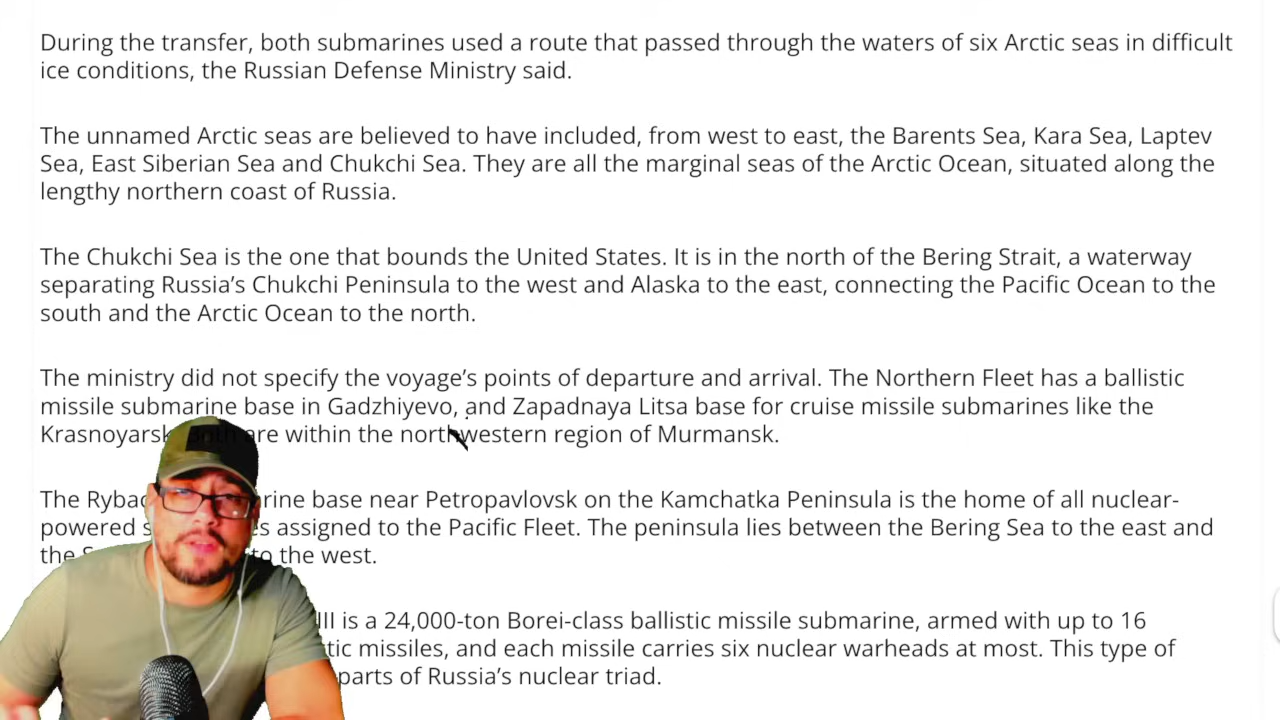 During the transfer, both submarines used a route that passed through the waters of six Arctic seas in difficult
ice conditions, the Russian Defense Ministry said.
The unnamed Arctic seas are believed to have included, from west to east, the Barents Sea, Kara Sea, Laptev
Sea, East Siberian Sea and Chukchi Sea. They are all the marginal seas of the Arctic Ocean, situated along the
lengthy northern coast of Russia.
The Chukchi Sea is the one that bounds the United States. It is in the north of the Bering Strait, a waterway
separating Russia’s Chukchi Peninsula to the west and Alaska to the east, connecting the Pacific Ocean to the
south and the Arctic Ocean to the north.
The ministry did not specify the voyage’s points of departure and arrival. The Northern Fleet has a ballistic
missile submarine base in Gadzhiyevo, and Zapadnaya Litsa base for cruise missile submarines like the
are within the northwestern region of Murmansk.
The base near Petropavlovsk on the Kamchatka Peninsula is the home of all nuclear-
powered assigned to the Pacific Fleet. The peninsula lies between the Bering Sea to the east and
the to the west.
III is a 24,000-ton Borei-class ballistic missile submarine, armed with up to 16
missiles, and each missile carries six nuclear warheads at most. This type of
parts of Russia’s nuclear triad.